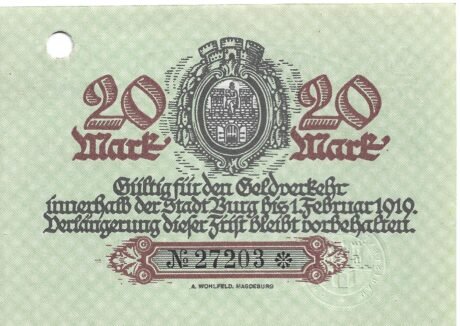 20 20
Mark Mark
Gültig für den Geldverkehr
innerhalb der Stadt Burg bis 1. Februar 1919.
Verlängerung dieser Frist bleibt vorbehalten.
№ 27203 *
A. WOHLFELD, MAGDEBURG